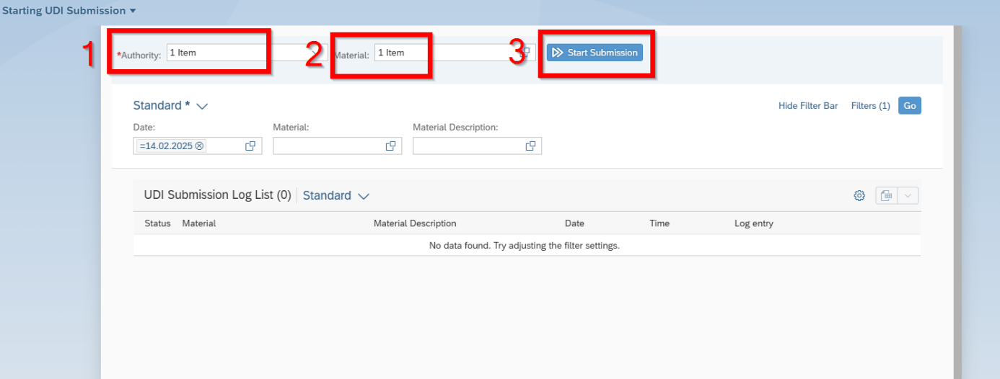 Starting UDI Submission
1 *Authority: 1 Item 2 Material: 1 Item 3 Start Submission
Standard * Hide Filter Bar Filters (1) Go
Date: Material: Material Description:
=14.02.2025
UDI Submission Log List (0) Standard
Status Material Material Description Date Time Log entry
No data found. Try adjusting the filter settings.